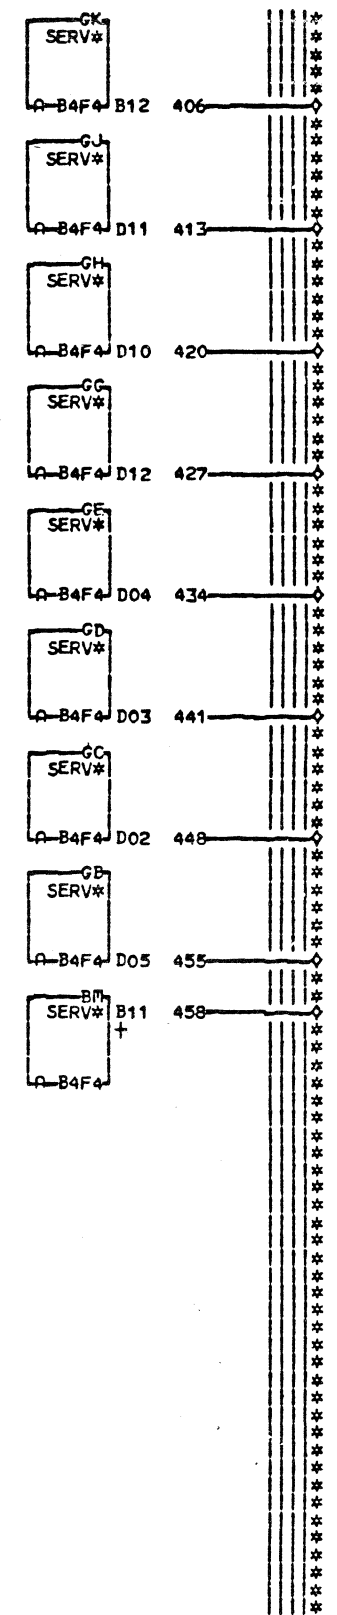 GK
SERV*
A B4F4 B12 406
GJ
SERV*
A B4F4 D11 413
GH
SERV*
A B4F4 D10 420
GG
SERV*
A B4F4 D12 427
GE
SERV*
A B4F4 D04 434
GD
SERV*
A B4F4 D03 441
GC
SERV*
A B4F4 D02 448
GB
SERV*
A B4F4 D05 455
BM
SERV* B11 458
+
A B4F4